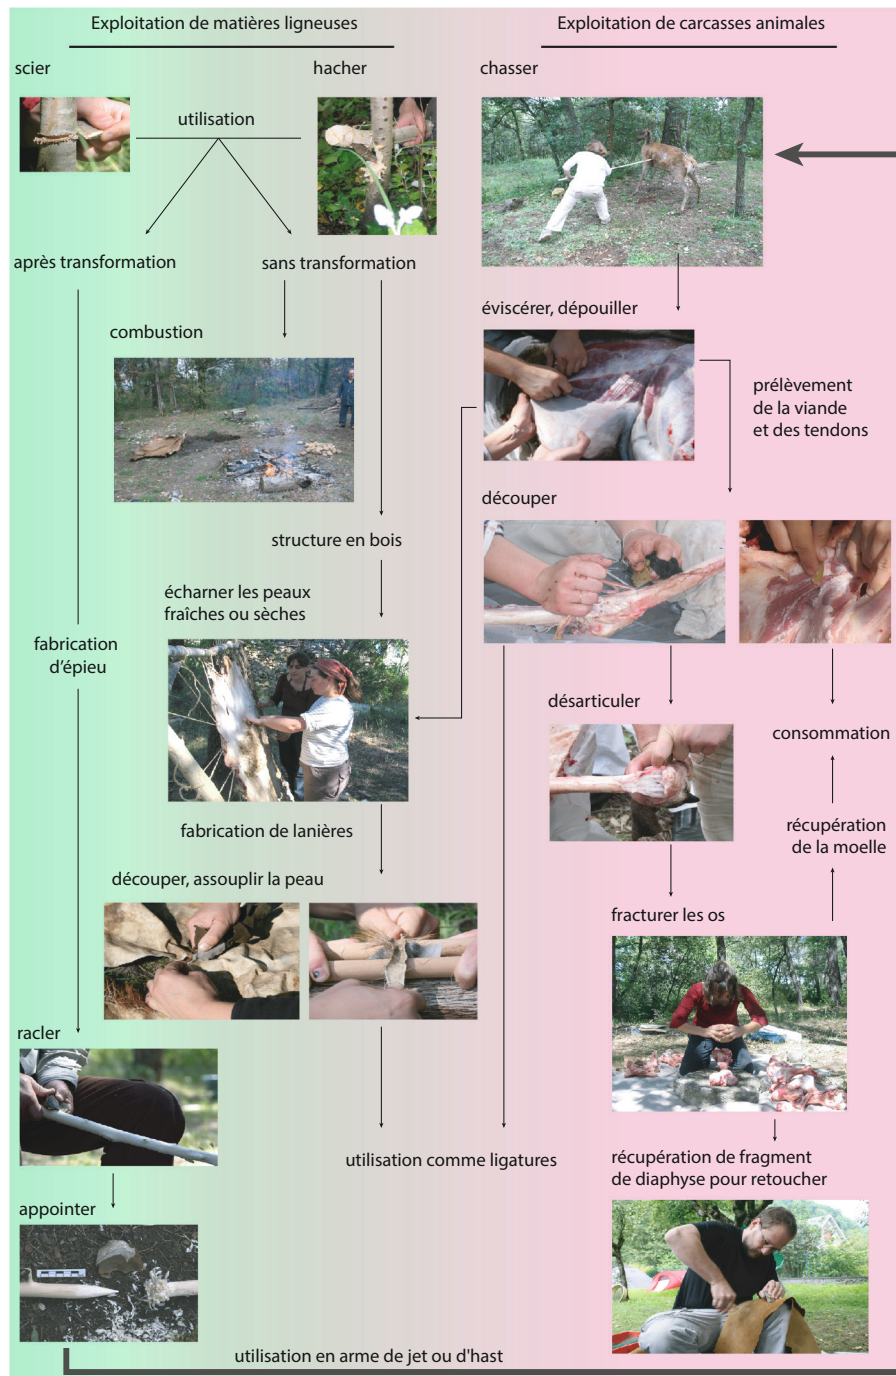 Exploitation de matières ligneuses
Exploitation de carcasses animales
scier
hacher
chasser
utilisation
après transformation
sans transformation
combustion
éviscérer, dépouiller
prélèvement
de la viande
et des tendons
découper
structure en bois
écharner les peaux
fraîches ou sèches
fabrication
d'épieu
désarticuler
consommation
fabrication de lanières
récupération
de la moelle
découper, assouplir la peau
fracturer les os
racler
utilisation comme ligatures
récupération de fragment
de diaphyse pour retoucher
appointer
utilisation en arme de jet ou d'hast